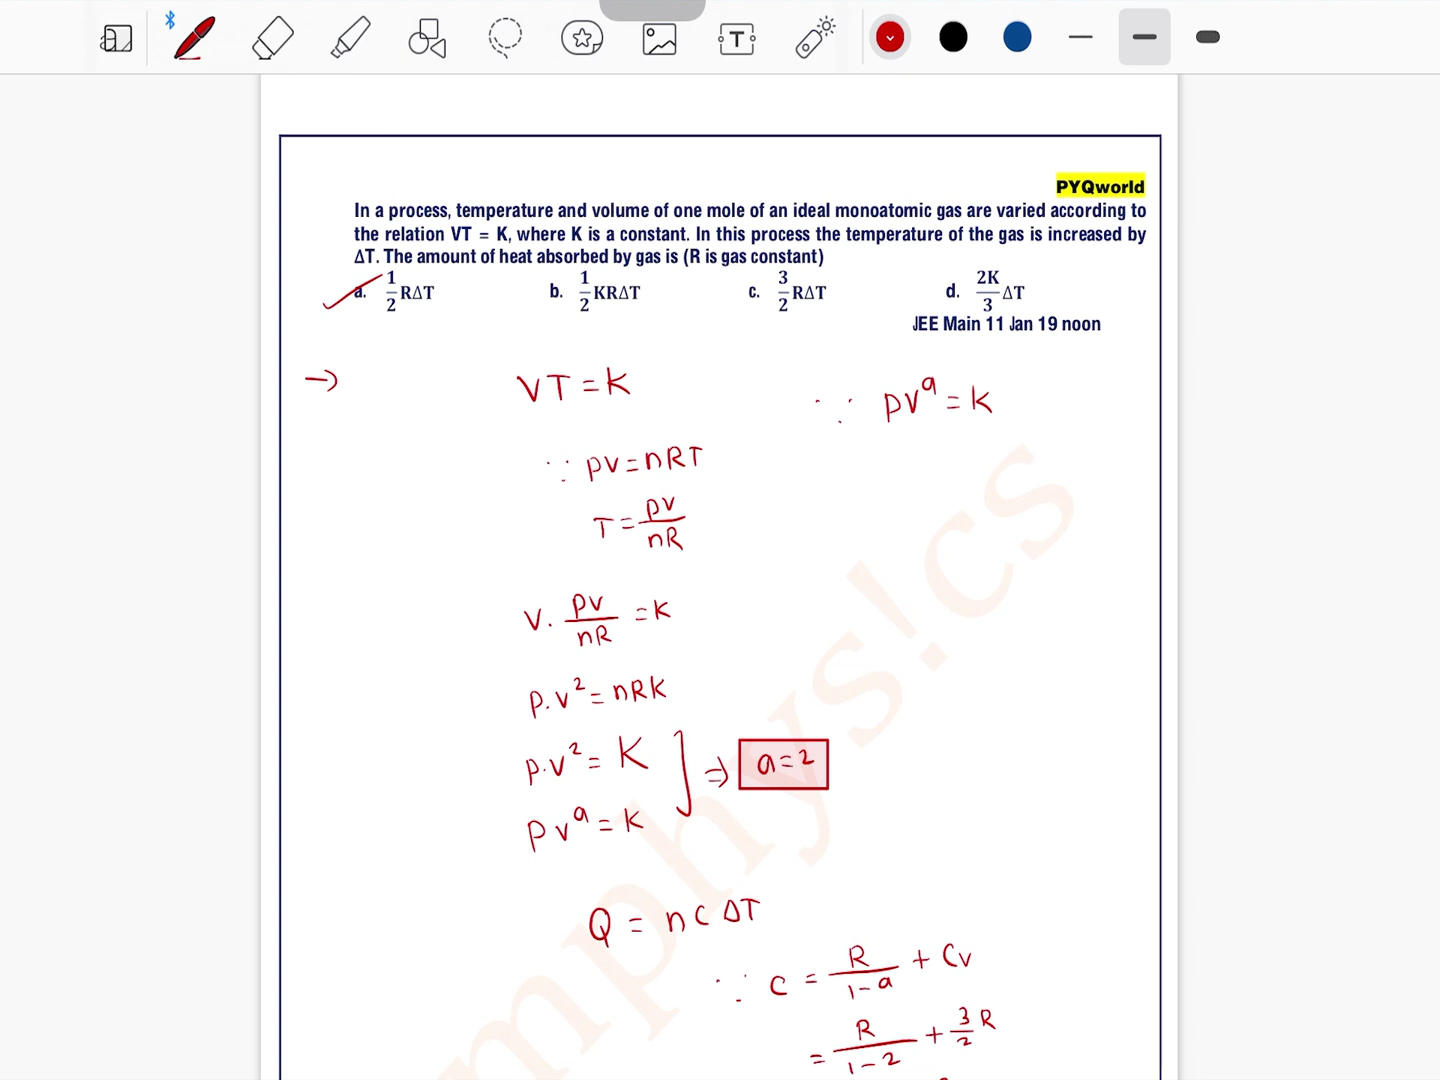 PYQworld
In a process, temperature and volume of one mole of an ideal monoatomic gas are varied according to
the relation VT = K, where K is a constant. In this process the temperature of the gas is increased by
ΔT. The amount of heat absorbed by gas is (R is gas constant)
a. 1/2 RΔT b. 1/2 KRΔT c. 3/2 RΔT d. 2K/3 ΔT
JEE Main 11 Jan 19 noon
→ VT = K
∵ PV^a = K
∵ PV = nRT
T = PV/nR
V. PV/nR = K
P.V² = nRK
P.V² = K
⇒ a = 2
PV^a = K
Q = nCΔT
∵ C = R/1-a + Cv
= R/1-2 + 3/2 R
mphys!cs